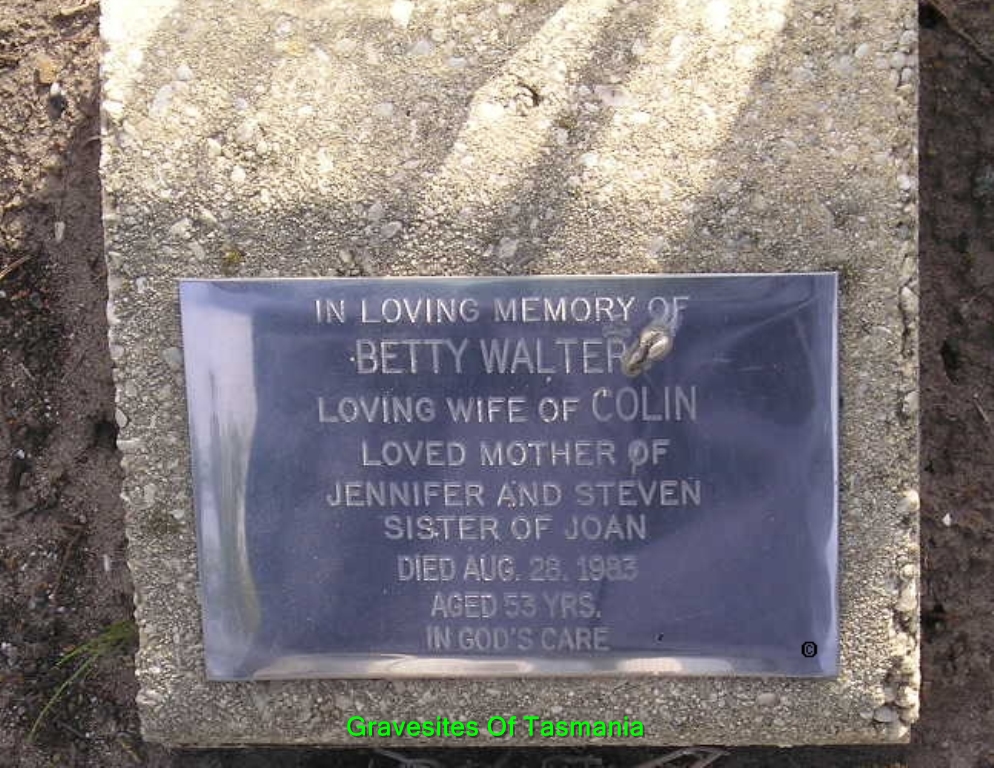 IN LOVING MEMORY OF
BETTY WALTER
LOVING WIFE OF COLIN
LOVED MOTHER OF
JENNIFER AND STEVEN
SISTER OF JOAN
DIED AUG. 28. 1983
AGED 53 YRS.
IN GOD'S CARE
©
Gravesites Of Tasmania